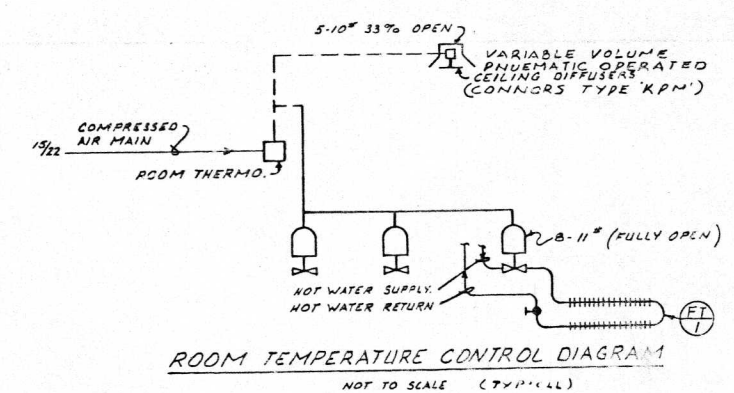 5-10# 33% OPEN
VARIABLE VOLUME
PNUEMATIC OPERATED
CEILING DIFFUSERS
(CONNORS TYPE 'KPM')
COMPRESSED
AIR MAIN
15/22
ROOM THERMO.
8-11# (FULLY OPEN)
HOT WATER SUPPLY.
HOT WATER RETURN
FT
1
ROOM TEMPERATURE CONTROL DIAGRAM
NOT TO SCALE (TYPICAL)